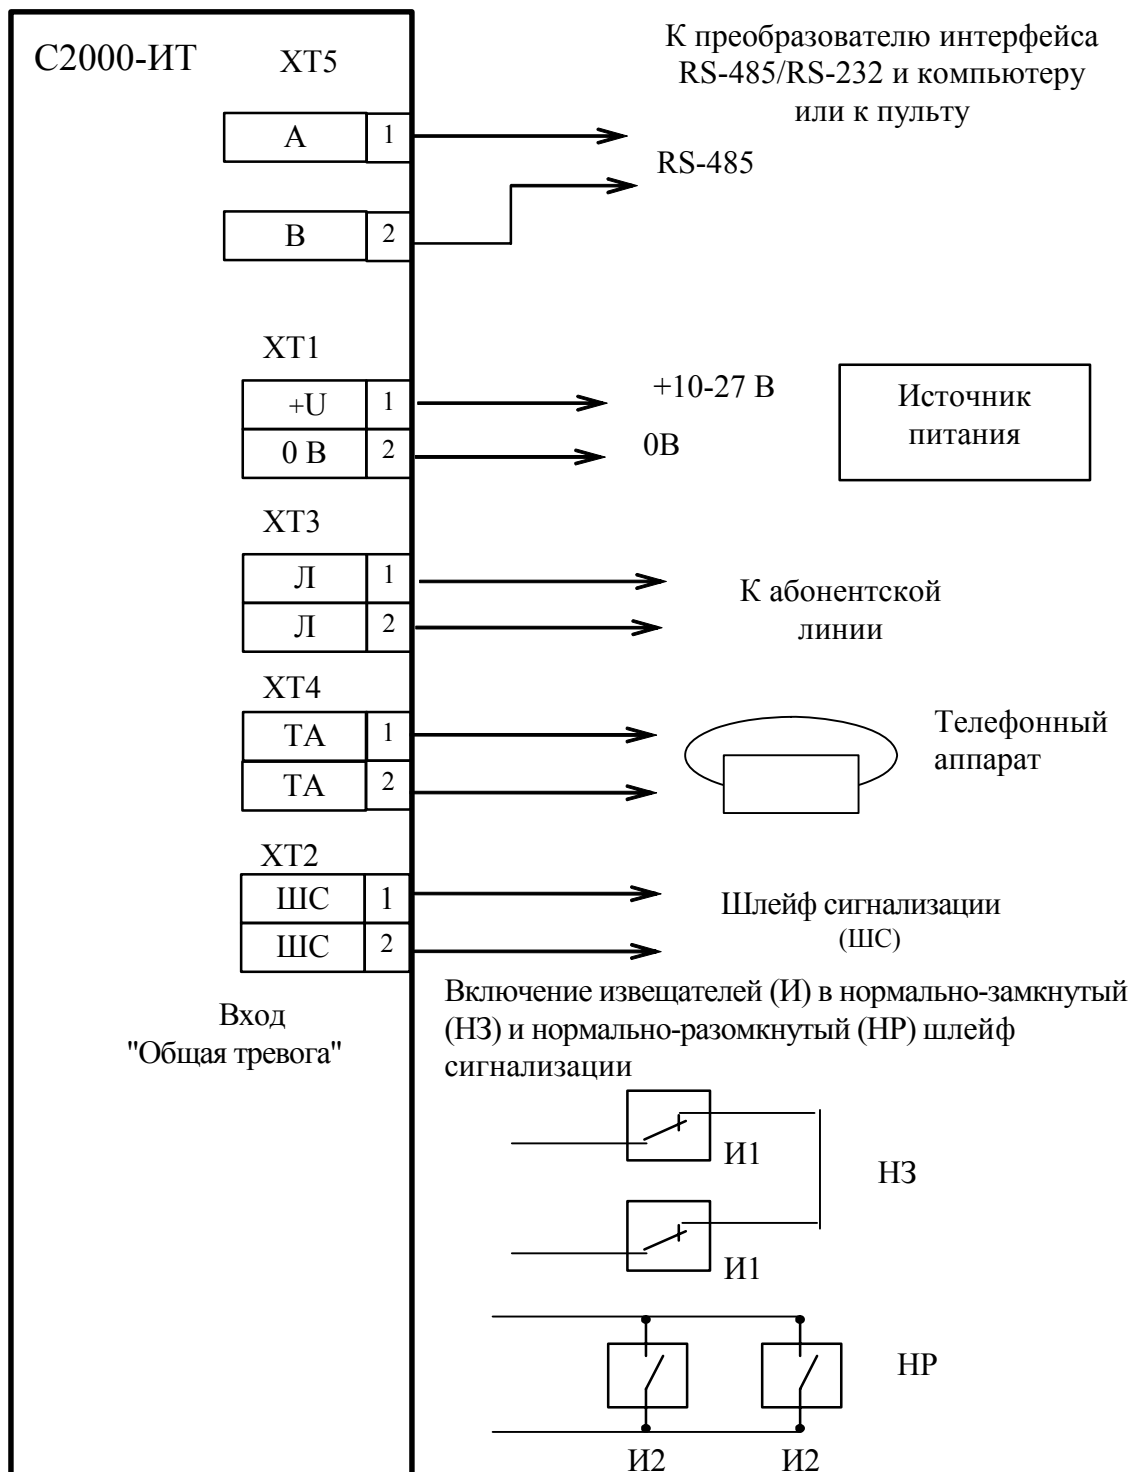 С2000-ИТ
ХТ5
К преобразователю интерфейса
RS-485/RS-232 и компьютеру
или к пульту
А 1
RS-485
В 2
ХТ1
+U 1
+10-27 В
0 В 2
0В
Источник
питания
ХТ3
Л 1
Л 2
К абонентской
линии
ХТ4
ТА 1
ТА 2
Телефонный
аппарат
ХТ2
ШС 1
ШС 2
Шлейф сигнализации
(ШС)
Вход
"Общая тревога"
Включение извещателей (И) в нормально-замкнутый
(НЗ) и нормально-разомкнутый (НР) шлейф
сигнализации
И1
НЗ
И1
НР
И2 И2